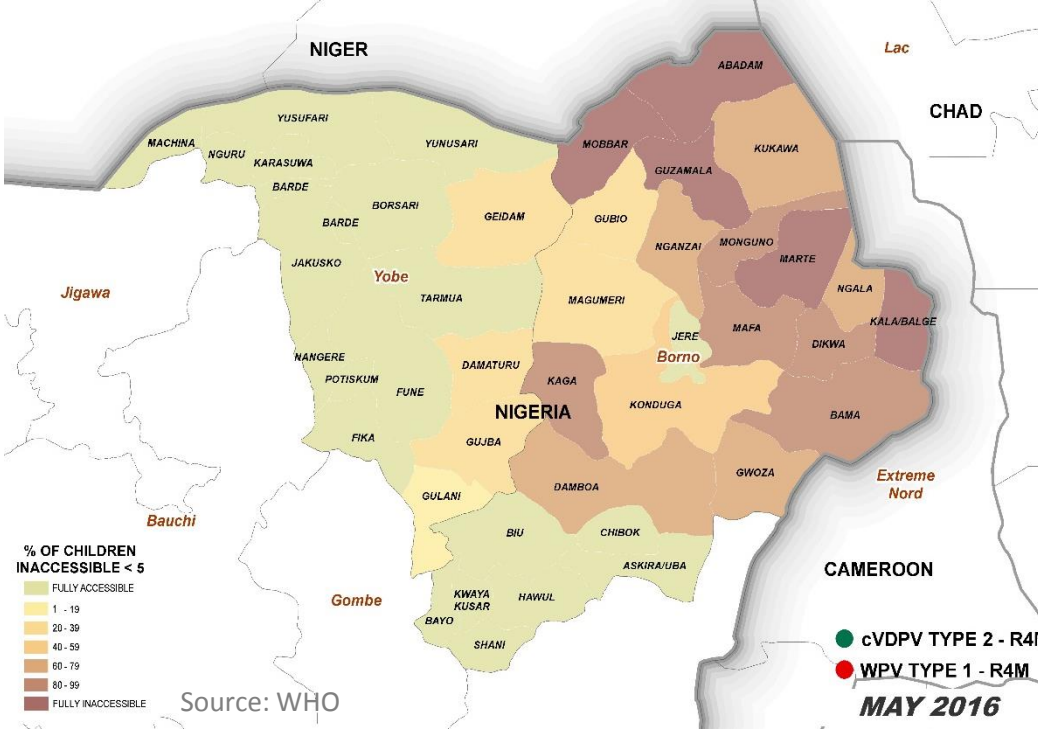 NIGER
Lac
ABADAM
CHAD
YUSUFARI
MACHINA
NGURU
YUNUSARI
MOBBAR
KUKAWA
KARASUWA
GUZAMALA
BARDE
BORSARI
GEIDAM
GUBIO
BARDE
NGANZAI
MONGUNO
MARTE
JAKUSKO
Yobe
Jigawa
TARMUA
MAGUMERI
NGALA
KALA/BALGE
JERE
MAFA
DIKWA
Borno
NANGERE
DAMATURU
POTISKUM
FUNE
KAGA
NIGERIA
KONDUGA
BAMA
FIKA
GUJBA
GULANI
DAMBOA
GWOZA
Extreme
Nord
Bauchi
BIU
CHIBOK
ASKIRA/UBA
CAMEROON
Gombe
KWAYA
KUSAR
HAWUL
BAYO
SHANI
% OF CHILDREN
INACCESSIBLE < 5
FULLY ACCESSIBLE
1 - 19
20 - 39
40 - 59
60 - 79
80 - 99
FULLY INACCESSIBLE
Source: WHO
cVDPV TYPE 2 - R4M
WPV TYPE 1 - R4M
MAY 2016